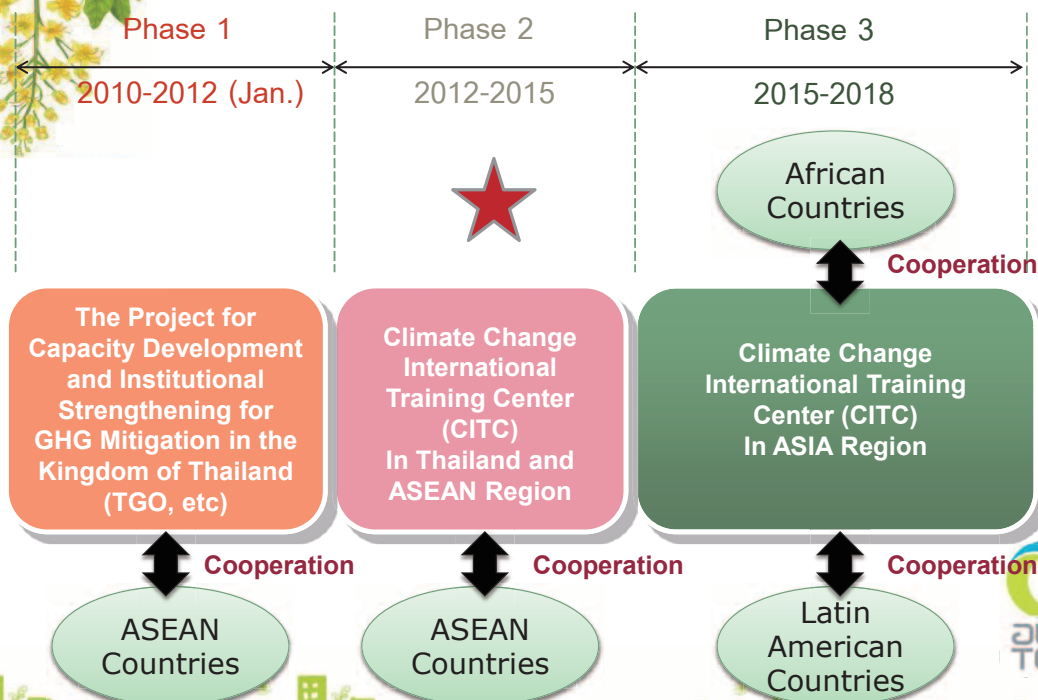 Phase 1
Phase 2
Phase 3
2010-2012 (Jan.)
2012-2015
2015-2018
African
Countries
Cooperation
The Project for
Capacity Development
and Institutional
Strengthening for
GHG Mitigation in the
Kingdom of Thailand
(TGO, etc)
Climate Change
International
Training Center
(CITC)
In Thailand and
ASEAN Region
Climate Change
International Training
Center (CITC)
In ASIA Region
Cooperation
Cooperation
Cooperation
ASEAN
Countries
ASEAN
Countries
Latin
American
Countries